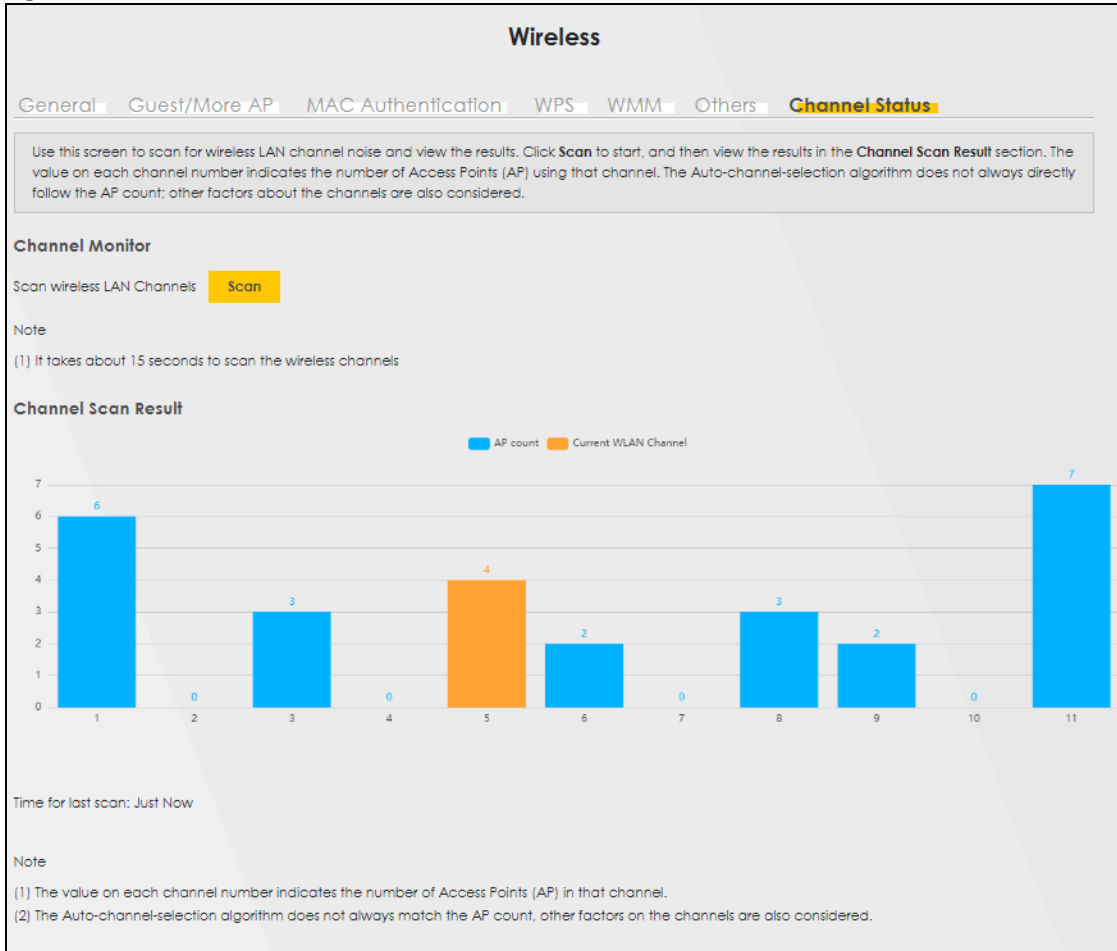 Wireless
General Guest/More AP MAC Authentication WPS WMM Others Channel Status
Use this screen to scan for wireless LAN channel noise and view the results. Click Scan to start, and then view the results in the Channel Scan Result section. The
value on each channel number indicates the number of Access Points (AP) using that channel. The Auto-channel-selection algorithm does not always directly
follow the AP count; other factors about the channels are also considered.
Channel Monitor
Scan wireless LAN Channels Scan
Note
(1) It takes about 15 seconds to scan the wireless channels
Channel Scan Result
AP count Current WLAN Channel
7
6
5
4
3
2
1
0
6 0 3 0 4 2 0 3 2 0 7
1 2 3 4 5 6 7 8 9 10 11
Time for last scan: Just Now
Note
(1) The value on each channel number indicates the number of Access Points (AP) in that channel.
(2) The Auto-channel-selection algorithm does not always match the AP count, other factors on the channels are also considered.